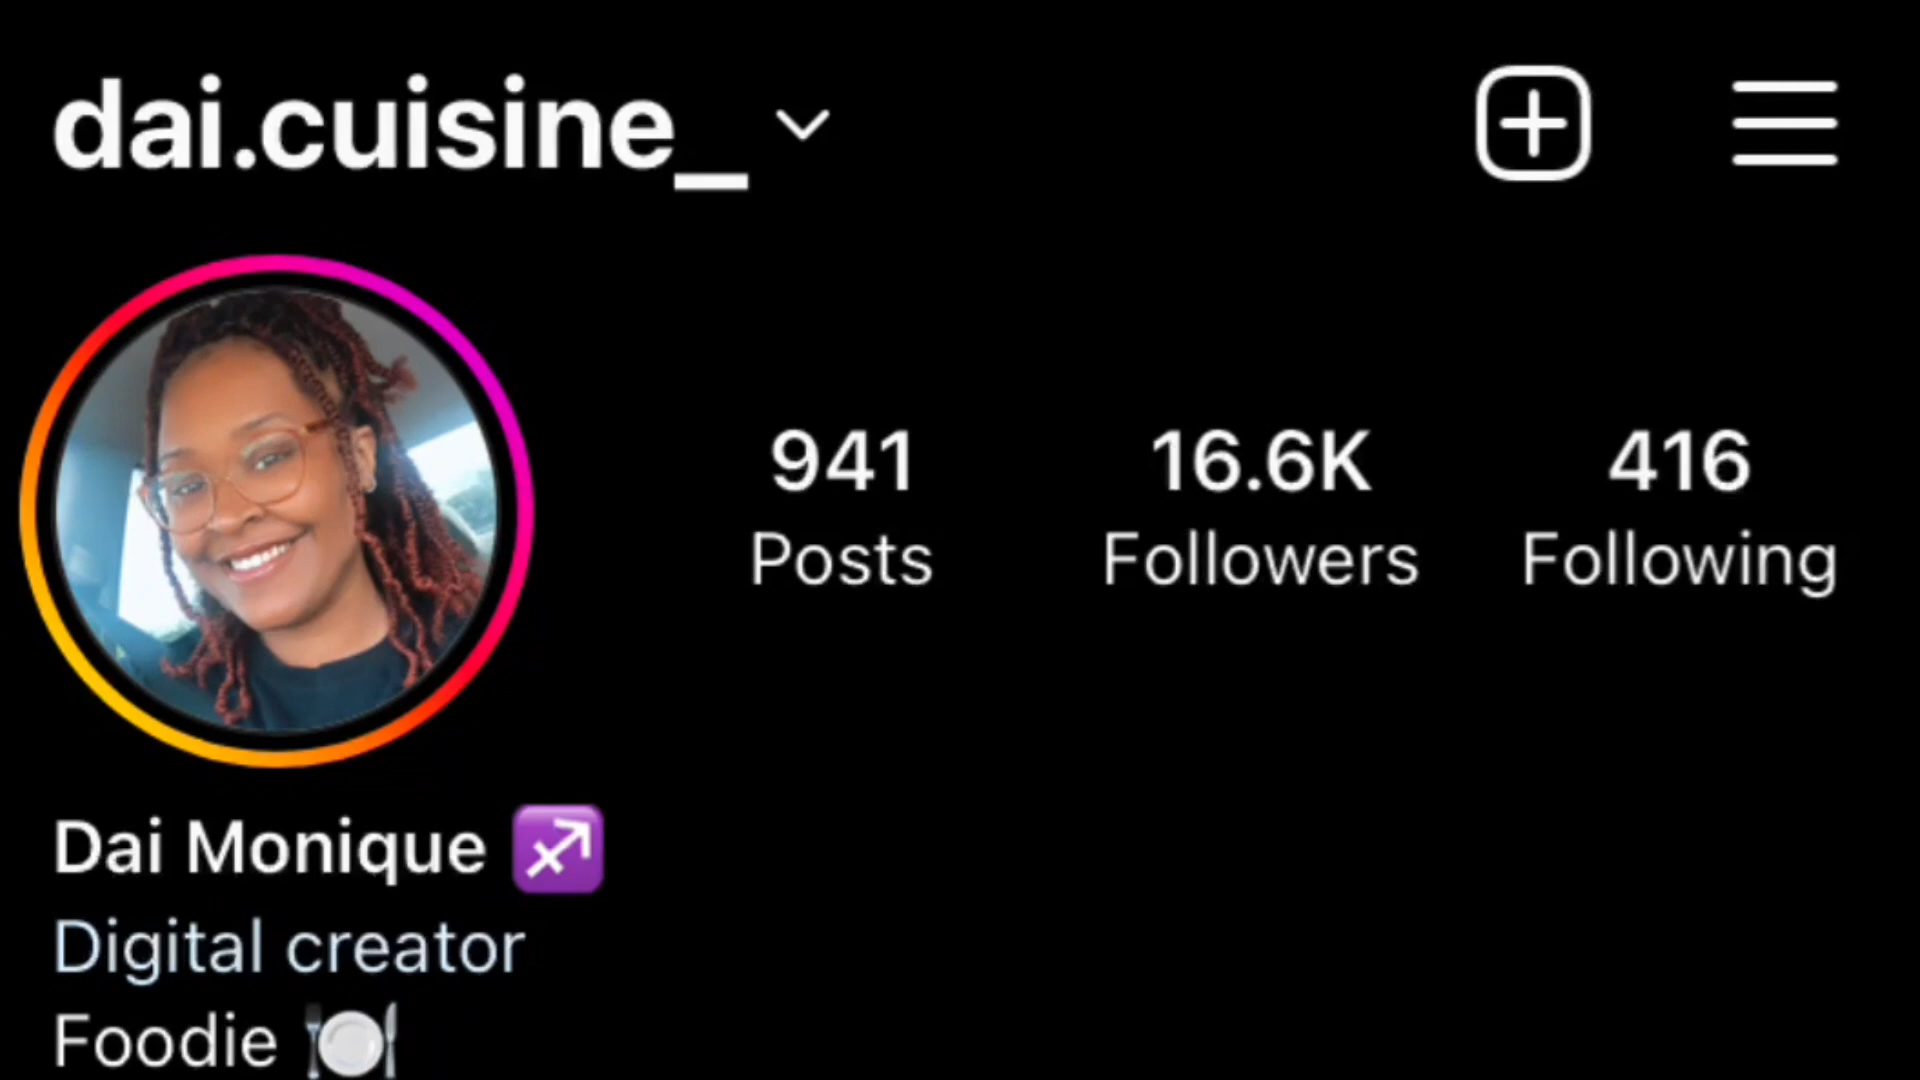 dai.cuisine_
941 16.6K 416
Posts Followers Following
Dai Monique ♐
Digital creator
Foodie 🍽️